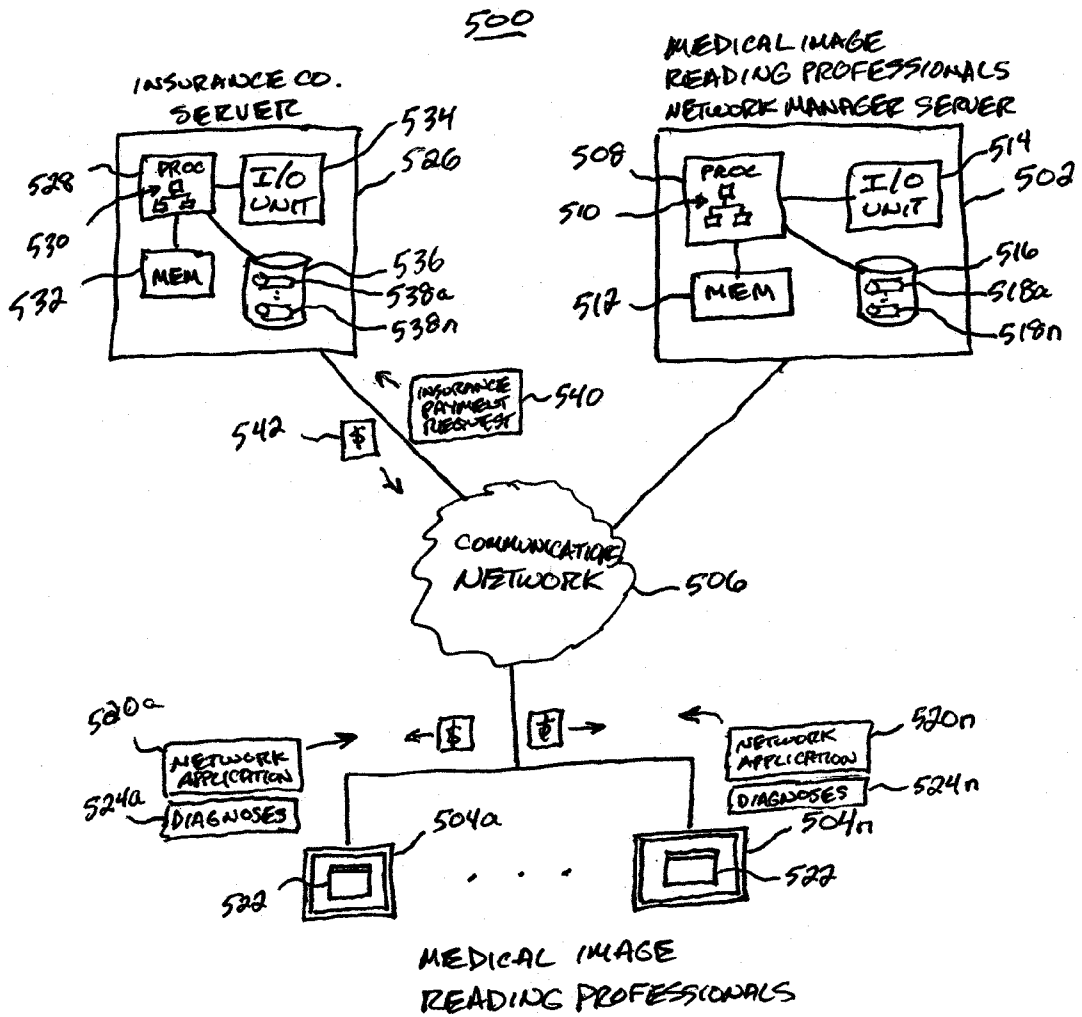 500
INSURANCE CO.
SERVER
MEDICAL IMAGE
READING PROFESSIONALS
NETWORK MANAGER SERVER
534
526
528
PROC
I/O
UNIT
530
532
MEM
536
538a
538n
508
PROC
510
I/O
UNIT
514
502
512
MEM
516
518a
518n
542
$
INSURANCE
PAYMENT
REQUEST
540
COMMUNICATIONS
NETWORK
506
520a
NETWORK
APPLICATION
524a
DIAGNOSES
$
$
NETWORK
APPLICATION
520n
DIAGNOSES
524n
504a
522
. . .
504n
522
MEDICAL IMAGE
READING PROFESSIONALS